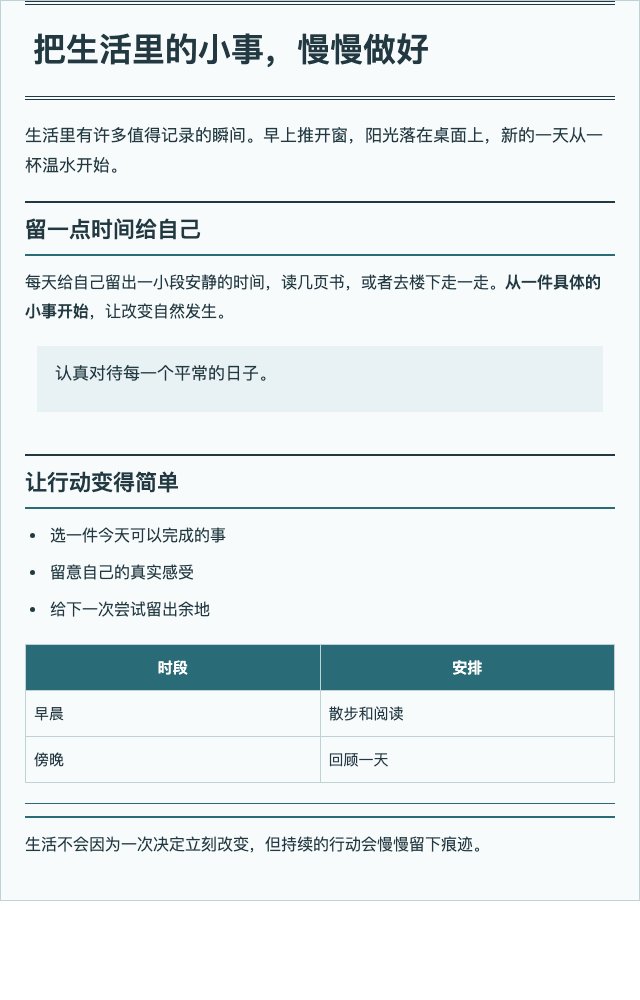 把生活里的小事，慢慢做好
生活里有许多值得记录的瞬间。早上推开窗，阳光落在桌面上，新的一天从一
杯温水开始。
留一点时间给自己
每天给自己留出一小段安静的时间，读几页书，或者去楼下走一走。从一件具体的
小事开始，让改变自然发生。
认真对待每一个平常的日子。
让行动变得简单
• 选一件今天可以完成的事
• 留意自己的真实感受
• 给下一次尝试留出余地
时段 安排
早晨 散步和阅读
傍晚 回顾一天
生活不会因为一次决定立刻改变，但持续的行动会慢慢留下痕迹。